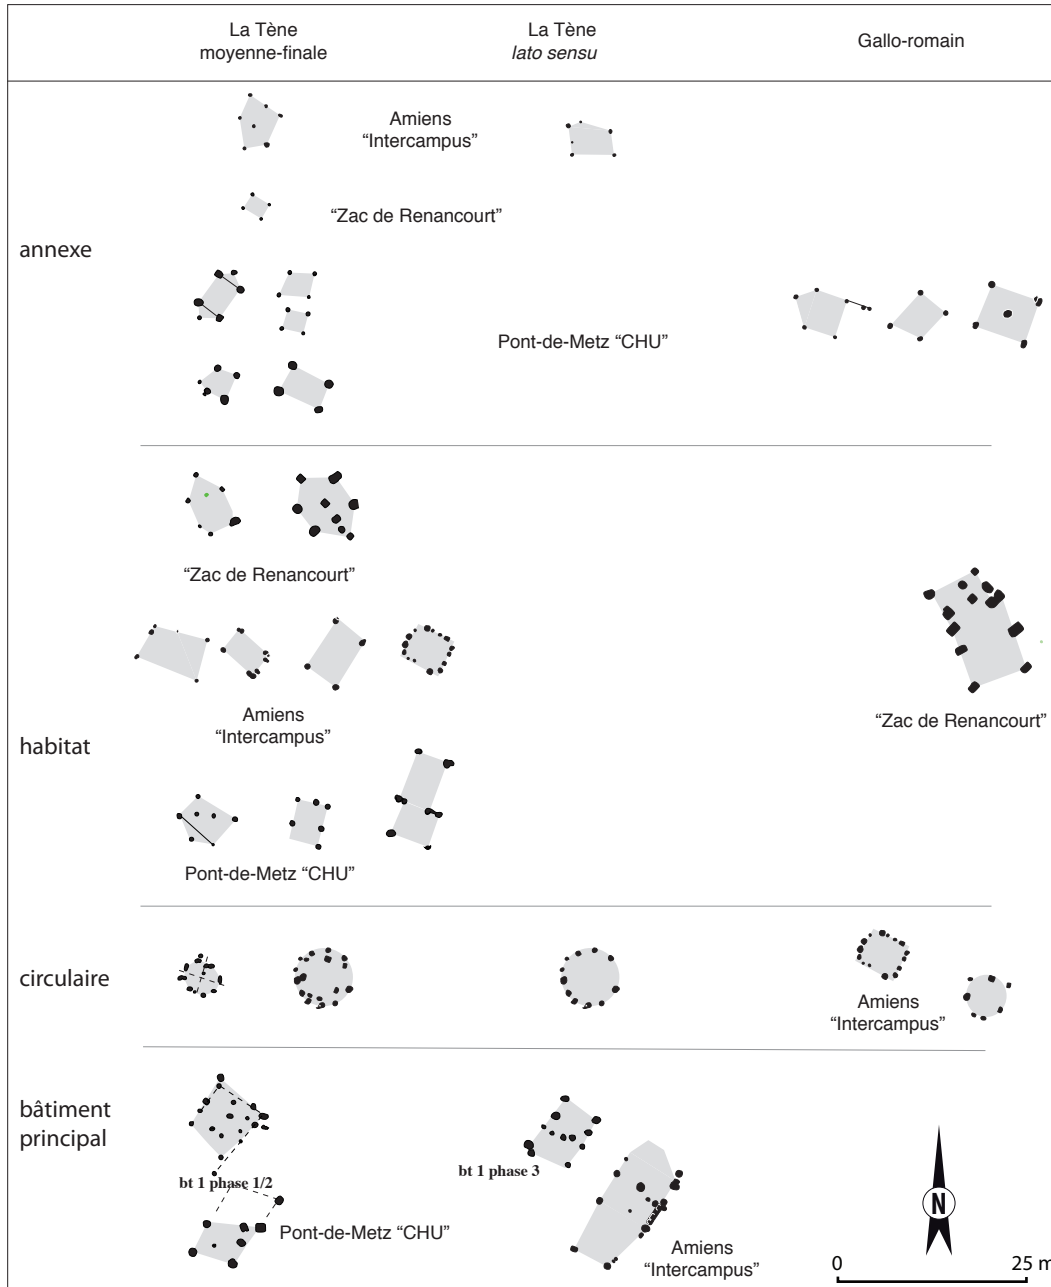 La Tène
moyenne-finale
La Tène
lato sensu
Gallo-romain
annexe
Amiens
“Intercampus”
“Zac de Renancourt”
Pont-de-Metz “CHU”
habitat
“Zac de Renancourt”
Amiens
“Intercampus”
Pont-de-Metz “CHU”
“Zac de Renancourt”
circulaire
Amiens
“Intercampus”
bâtiment
principal
bt 1 phase 1/2
Pont-de-Metz “CHU”
bt 1 phase 3
Amiens
“Intercampus”
N
0 25 m